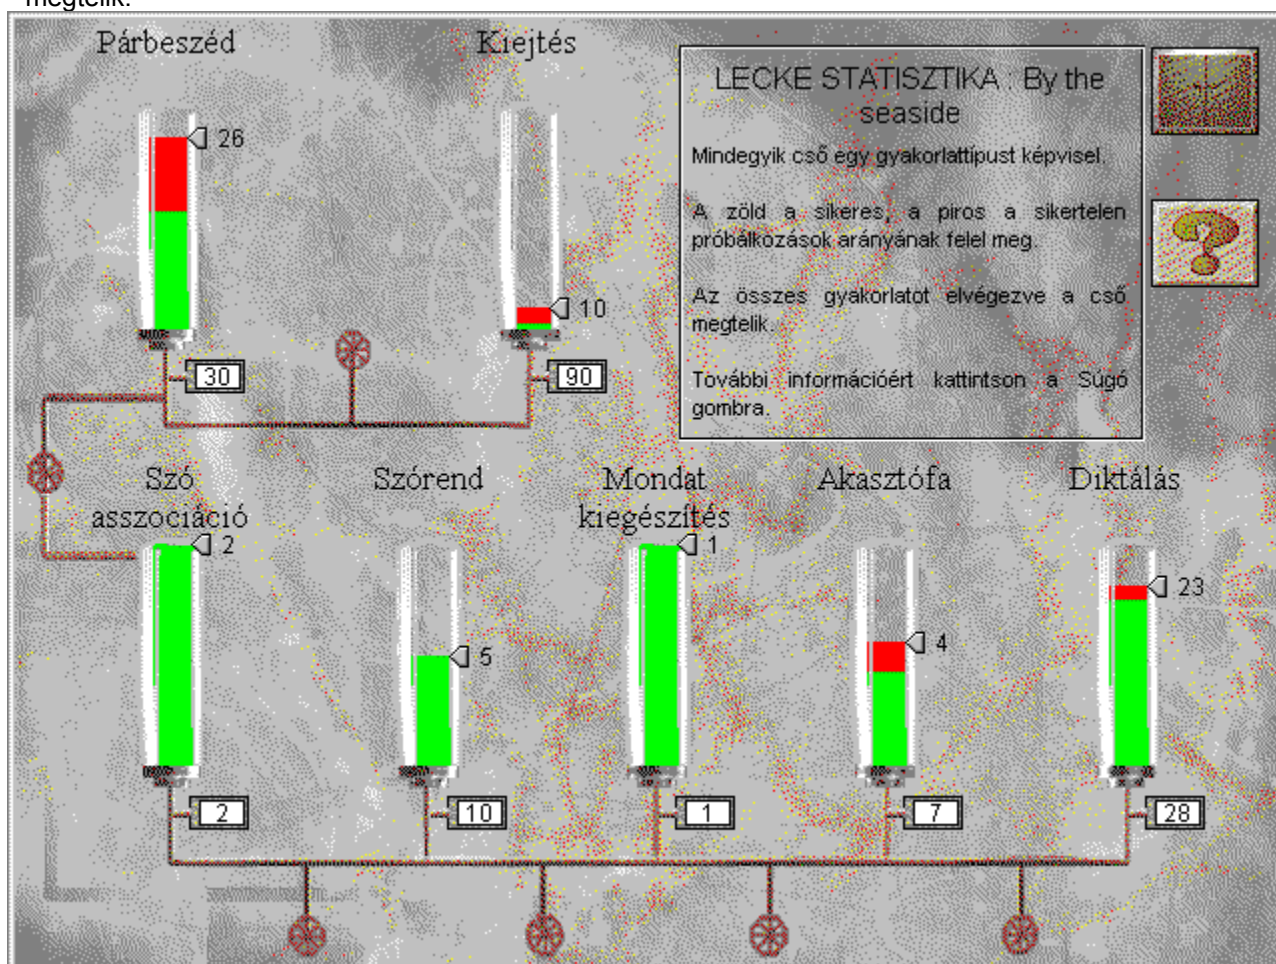 megtelik.
Párbeszéd
Kiejtés
26
10
30
90
LECKE STATISZTIKA : By the
seaside
Mindegyik cső egy gyakorlattípust képvisel.
A zöld a sikeres, a piros a sikertelen
próbálkozások arányának felel meg.
Az összes gyakorlatot elvégezve a cső
megtelik.
További információért kattintson a Súgó
gombra.
Szó
asszociáció
Szórend
Mondat
kiegészítés
Akasztófa
Diktálás
2
5
1
4
23
2
10
1
7
28